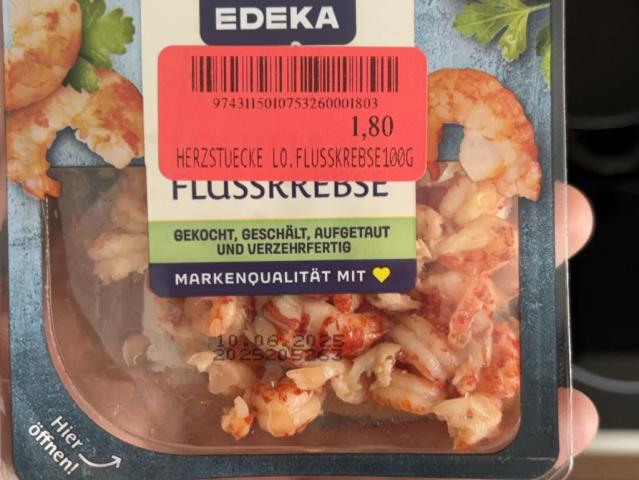 EDEKA
9743115010753260001803
1,80
HERZSTUECKE LO.FLUSSKREBSE100G
FLUSSKREBSE
GEKOCHT, GESCHÄLT, AUFGETAUT
UND VERZEHRFERTIG
MARKENQUALITÄT MIT
10.06.2025
2025205263
Hier
öffnen!